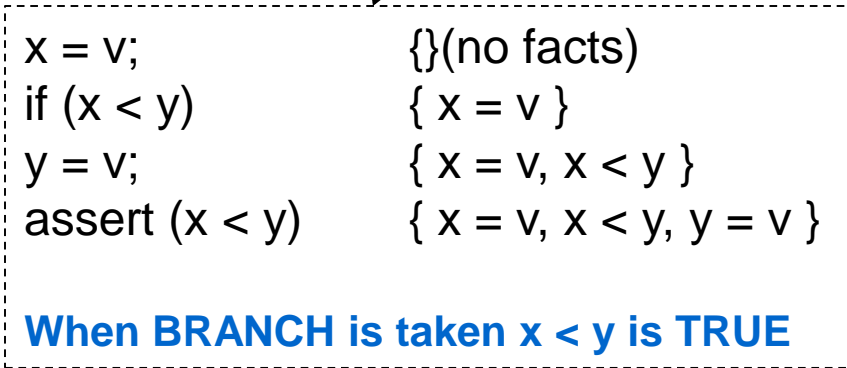 x = v; {}(no facts)
if (x < y) { x = v }
y = v; { x = v, x < y }
assert (x < y) { x = v, x < y, y = v }
When BRANCH is taken x < y is TRUE